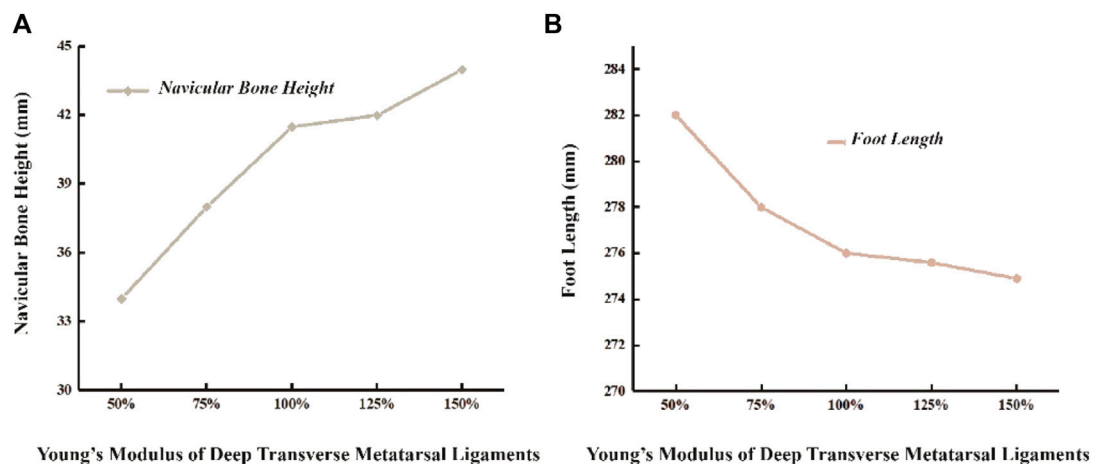 A
Navicular Bone Height (mm)
45
42
39
36
33
30
Navicular Bone Height
50% 75% 100% 125% 150%
Young's Modulus of Deep Transverse Metatarsal Ligaments
B
Foot Length (mm)
284
282
280
278
276
274
272
270
Foot Length
50% 75% 100% 125% 150%
Young's Modulus of Deep Transverse Metatarsal Ligaments